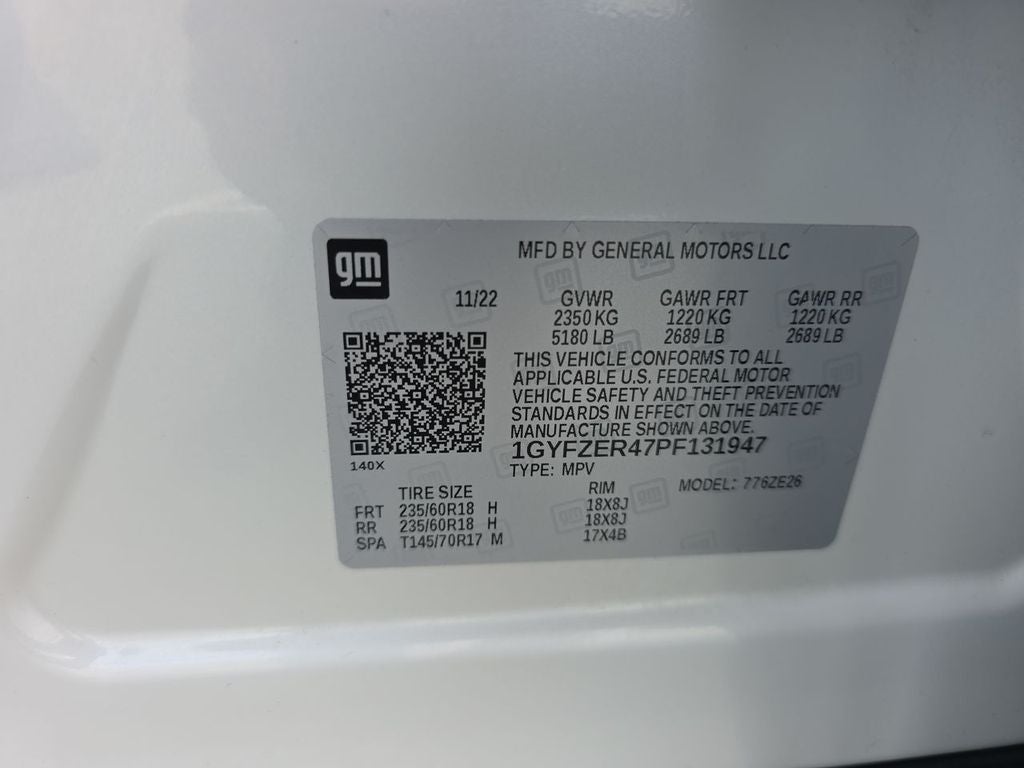 gm
MFD BY GENERAL MOTORS LLC
11/22 GVWR GAWR FRT GAWR RR
2350 KG 1220 KG 1220 KG
5180 LB 2689 LB 2689 LB
THIS VEHICLE CONFORMS TO ALL
APPLICABLE U.S. FEDERAL MOTOR
VEHICLE SAFETY AND THEFT PREVENTION
STANDARDS IN EFFECT ON THE DATE OF
MANUFACTURE SHOWN ABOVE.
1GYFZER47PF131947
140X
TYPE: MPV
MODEL: 776ZE26
TIRE SIZE RIM
FRT 235/60R18 H 18X8J
RR 235/60R18 H 18X8J
SPA T145/70R17 M 17X4B